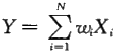 Y = \sum_{i=1}^{N} w_i X_i